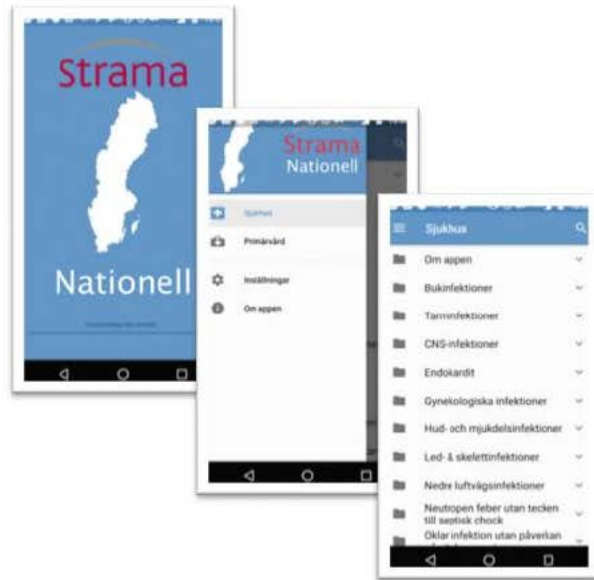 Strama
Nationell
Strama
Nationell
Sjukhus
Primärvård
Inställningar
Om appen
Sjukhus
Om appen
Bukinfektioner
Tarminfektioner
CNS-infektioner
Endokardit
Gynekologiska infektioner
Hud- och mjukdelsinfektioner
Led- & skelettinfektioner
Nedre luftvägsinfektioner
Neutropen feber utan tecken
till septisk chock
Oklar infektion utan påverkan